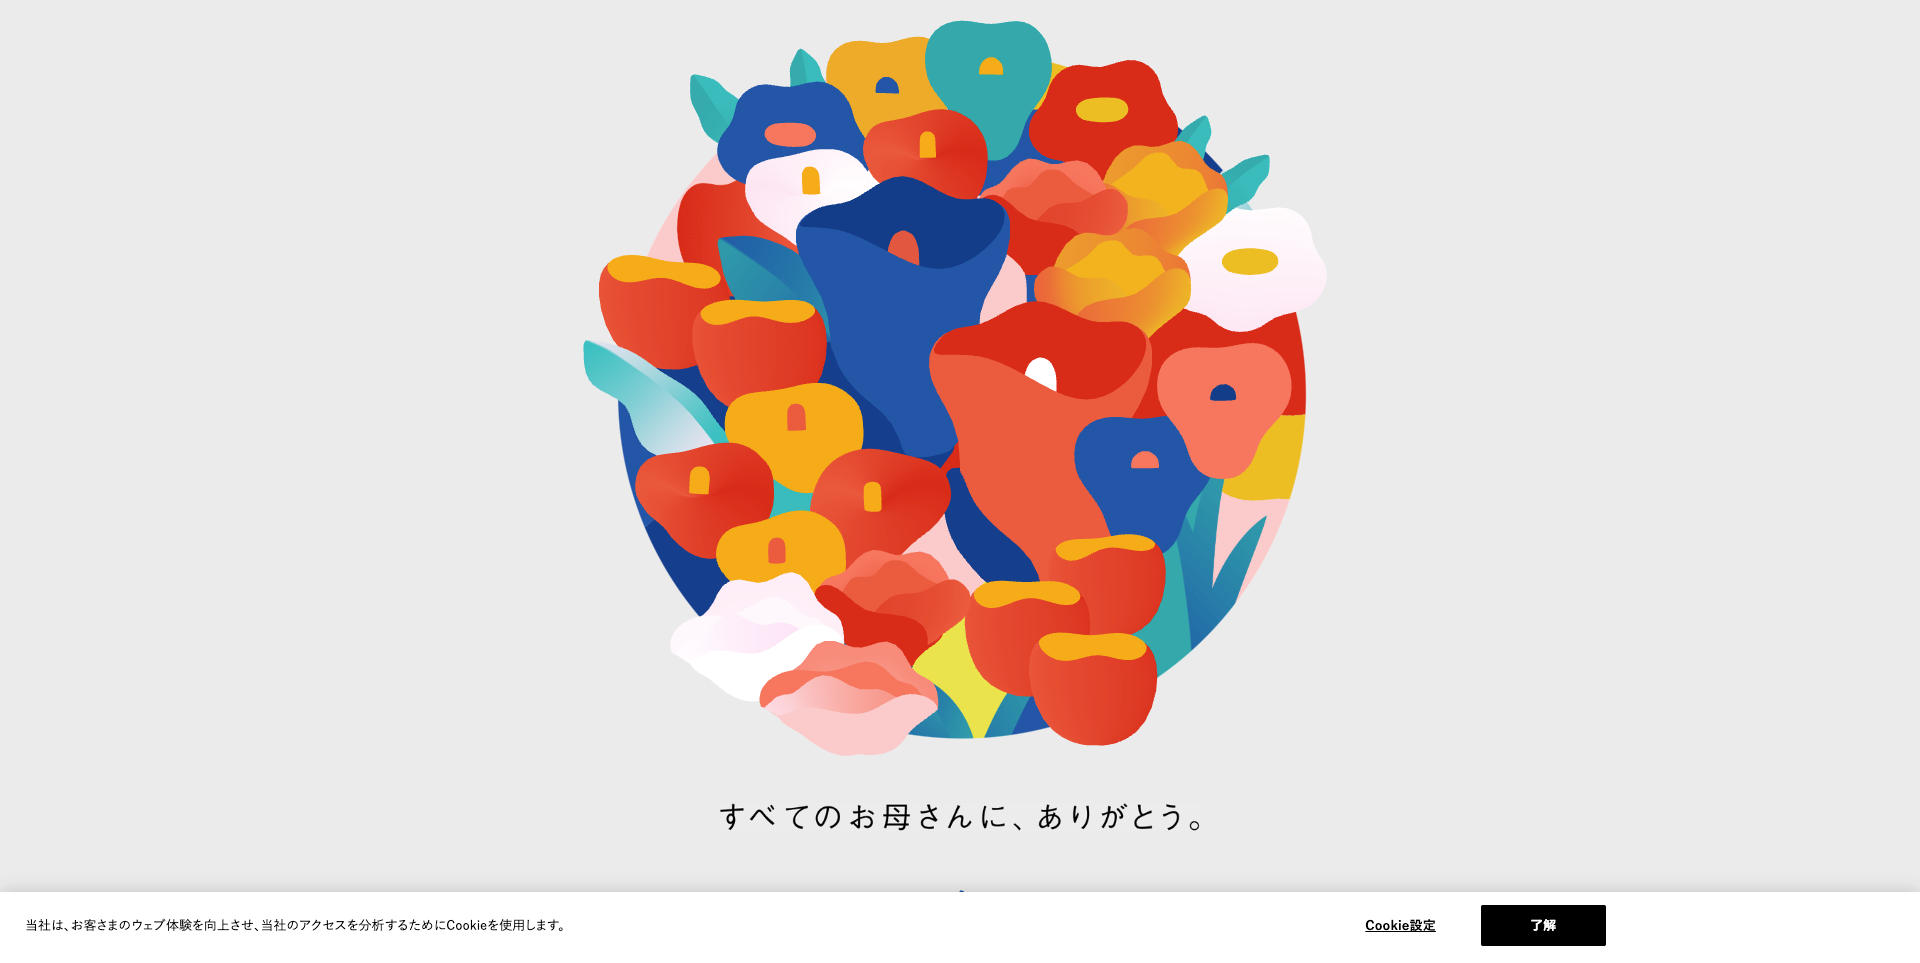 すべてのお母さんに、ありがとう。
当社は、お客さまのウェブ体験を向上させ、当社のアクセスを分析するためにCookieを使用します。
Cookie設定
了解